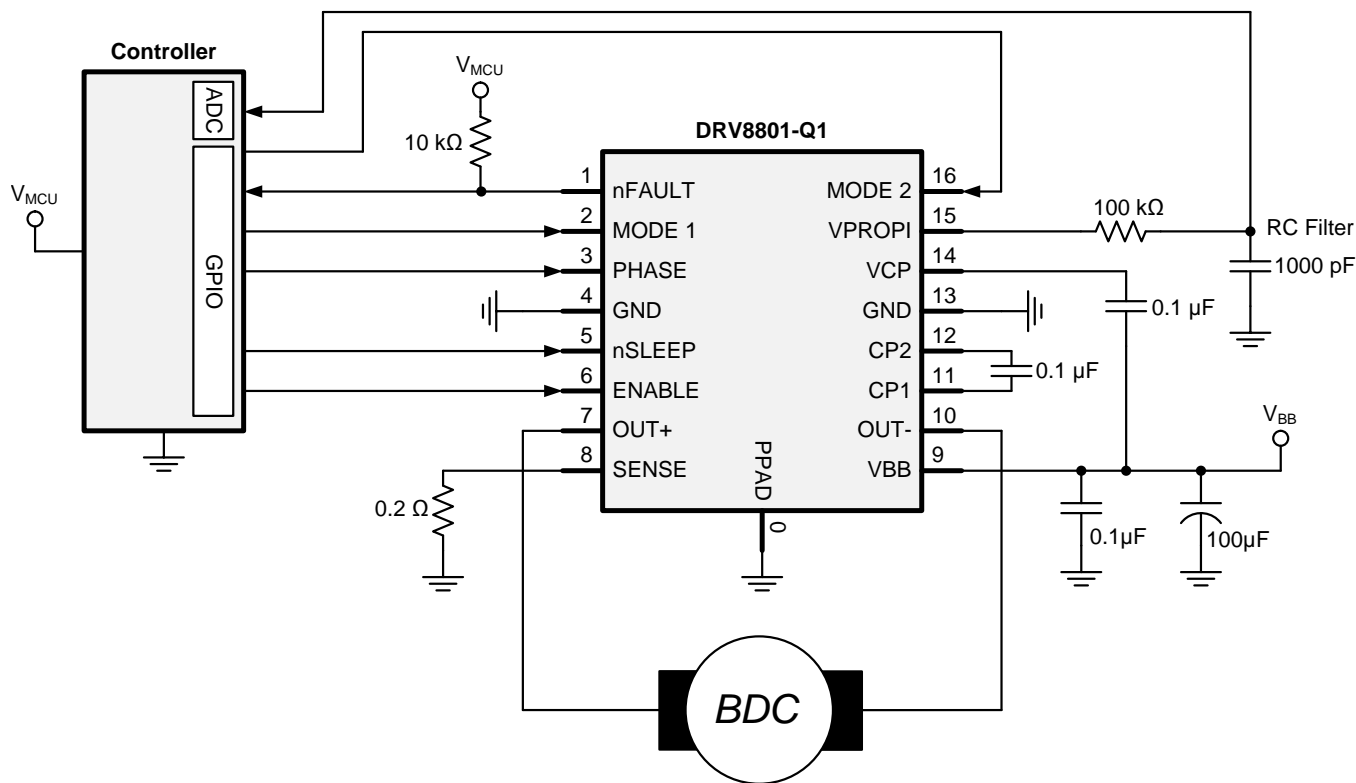 Controller
ADC
GPIO
V_MCU
V_MCU
10 kΩ
DRV8801-Q1
1
nFAULT
2
MODE 1
3
PHASE
4
GND
5
nSLEEP
6
ENABLE
7
OUT+
8
SENSE
0.2 Ω
PPAD
0
16
MODE 2
15
VPROPI
14
VCP
13
GND
12
CP2
11
CP1
10
OUT-
9
VBB
100 kΩ
RC Filter
1000 pF
0.1 µF
0.1 µF
V_BB
0.1µF
100µF
BDC